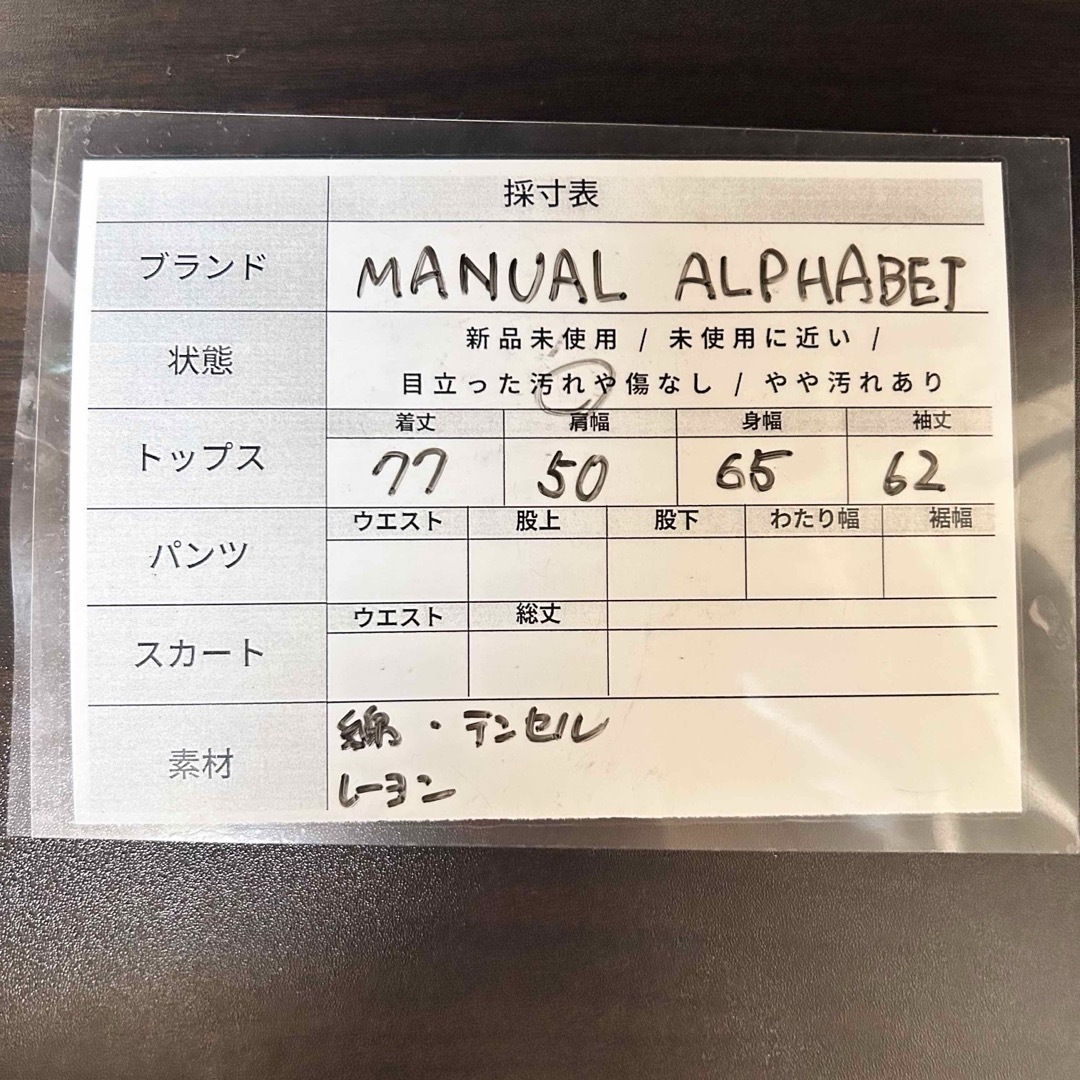 採寸表
ブランド MANUAL ALPHABET
状態 新品未使用 / 未使用に近い /
目立った汚れや傷なし / やや汚れあり
トップス 着丈 肩幅 身幅 袖丈
77 50 65 62
パンツ ウエスト 股上 股下 わたり幅 裾幅
スカート ウエスト 総丈
素材 綿・テンセル
レーヨン